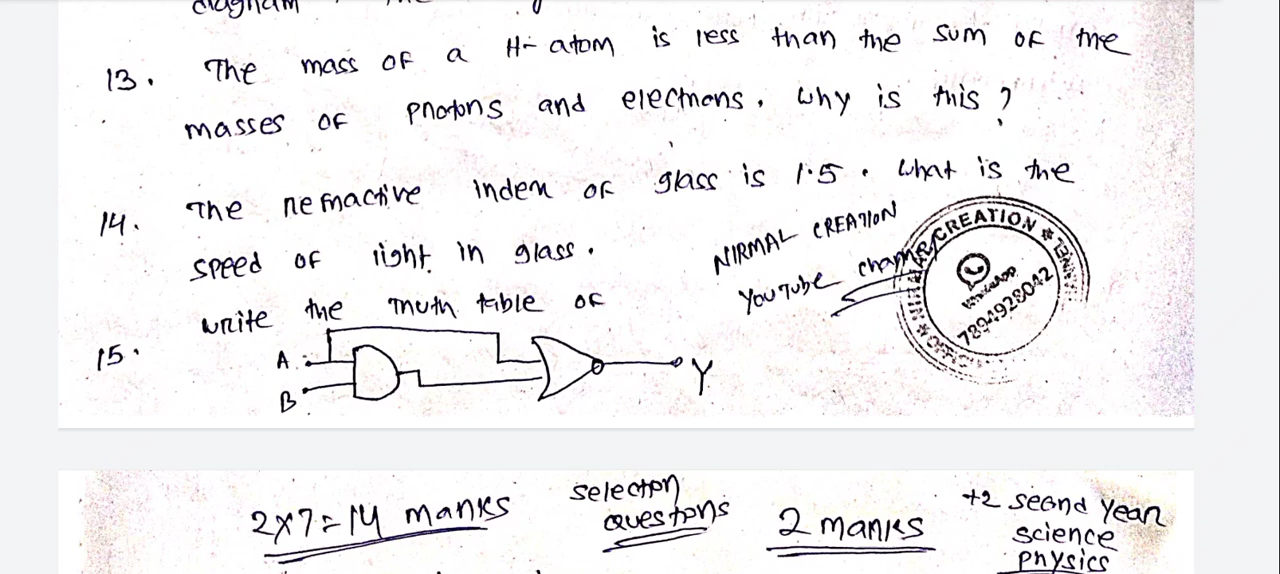 13. The mass of a H-atom is less than the sum of the
masses of protons and electrons. Why is this ?
14. The refractive index of glass is 1.5. What is the
speed of light in glass.
NIRMAL CREATION
YouTube channel
CREATION
WhatsApp
7894928042
15. write the truth table of
A
B
Y
2×7=14 marks
selection
questions
2 marks
+2 second Year
science
physics